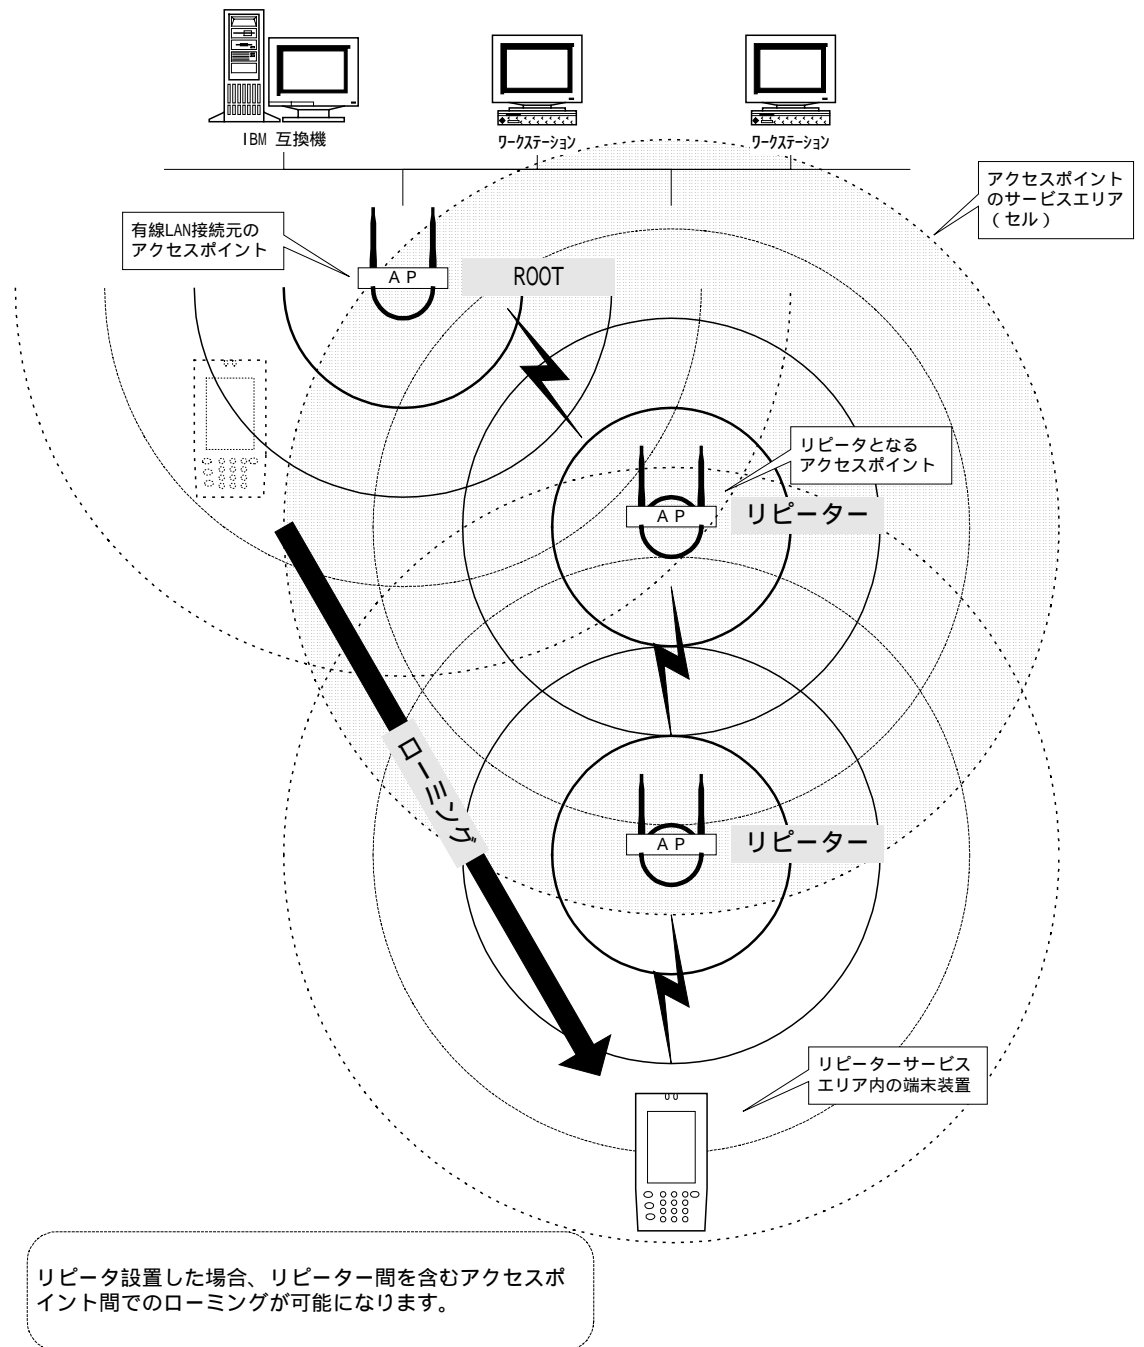 IBM 互換機
ワークステーション
ワークステーション
アクセスポイント
のサービスエリア
（セル）
有線LAN接続元の
アクセスポイント
ＡＰ
ROOT
リピータとなる
アクセスポイント
ＡＰ
リピーター
ローミング
ＡＰ
リピーター
リピーターサービス
エリア内の端末装置
リピータ設置した場合、リピーター間を含むアクセスポ
イント間でのローミングが可能になります。